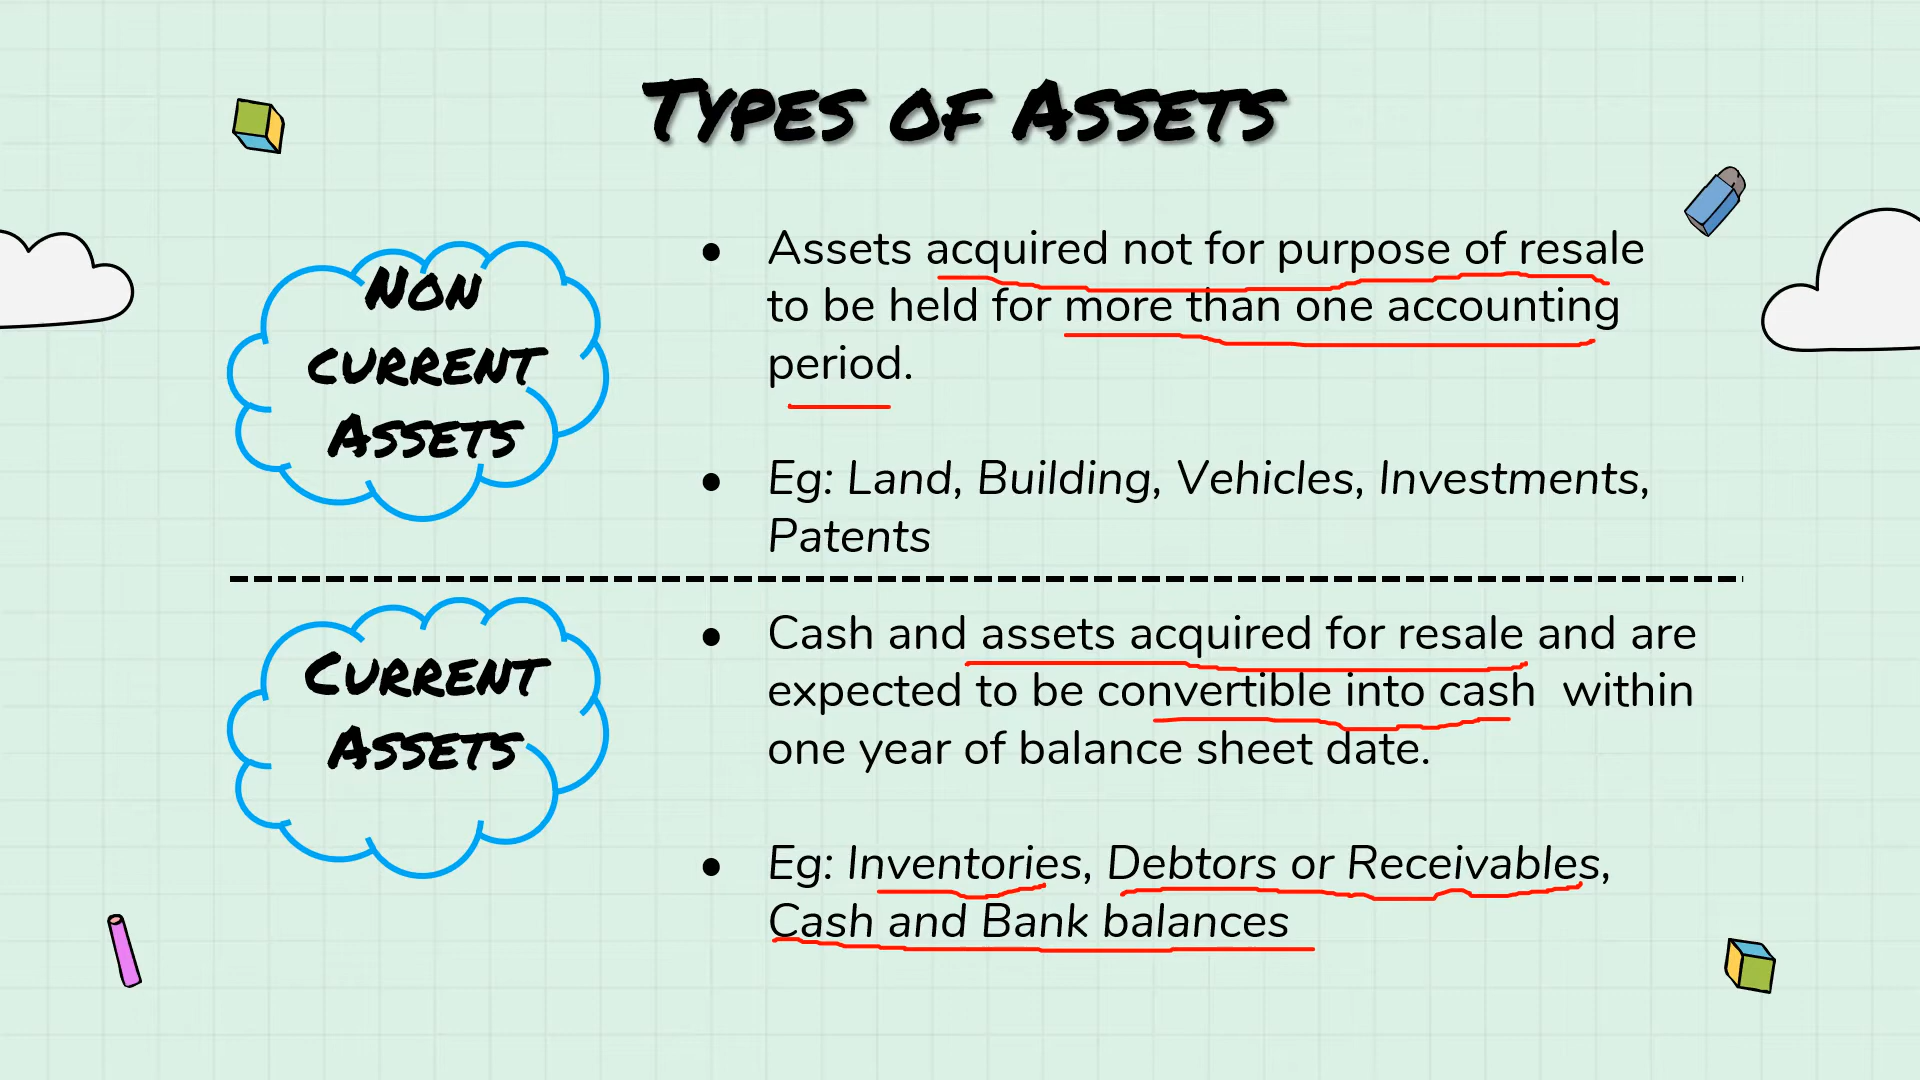 Types of Assets
Non
current
Assets
● Assets acquired not for purpose of resale
to be held for more than one accounting
period.
● Eg: Land, Building, Vehicles, Investments,
Patents
Current
Assets
● Cash and assets acquired for resale and are
expected to be convertible into cash  within
one year of balance sheet date.
● Eg: Inventories, Debtors or Receivables,
Cash and Bank balances